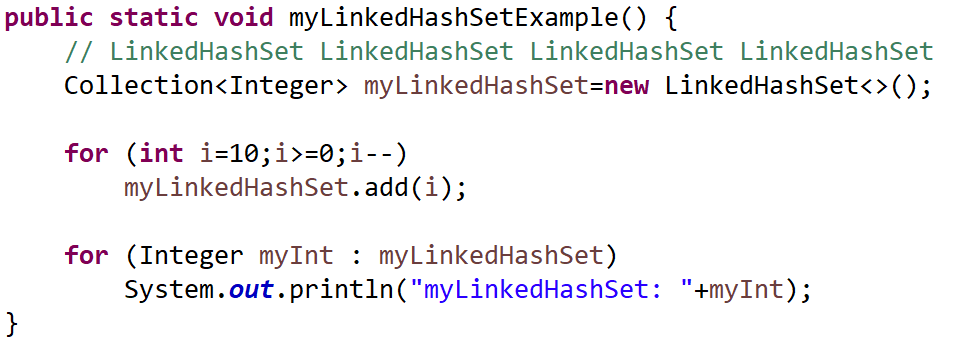 public static void myLinkedHashSetExample() {
    // LinkedHashSet LinkedHashSet LinkedHashSet LinkedHashSet
    Collection<Integer> myLinkedHashSet=new LinkedHashSet<>();

    for (int i=10;i>=0;i--)
        myLinkedHashSet.add(i);

    for (Integer myInt : myLinkedHashSet)
        System.out.println("myLinkedHashSet: "+myInt);
}